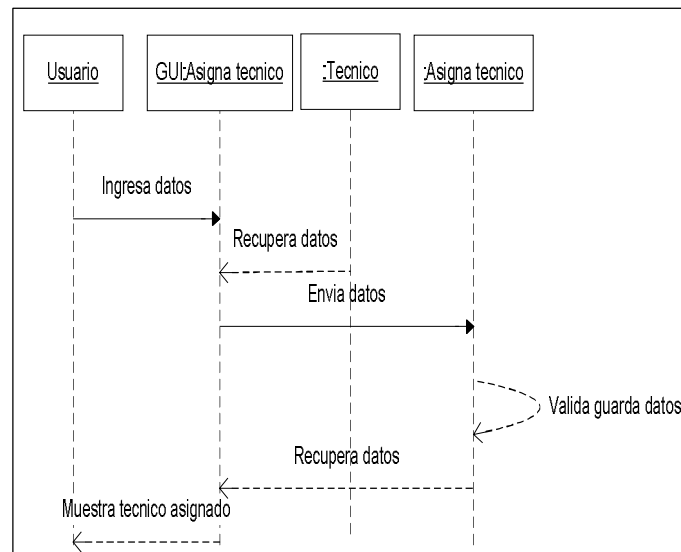 Usuario
GUI:Asigna tecnico
:Tecnico
:Asigna tecnico
Ingresa datos
Recupera datos
Envia datos
Valida guarda datos
Recupera datos
Muestra tecnico asignado